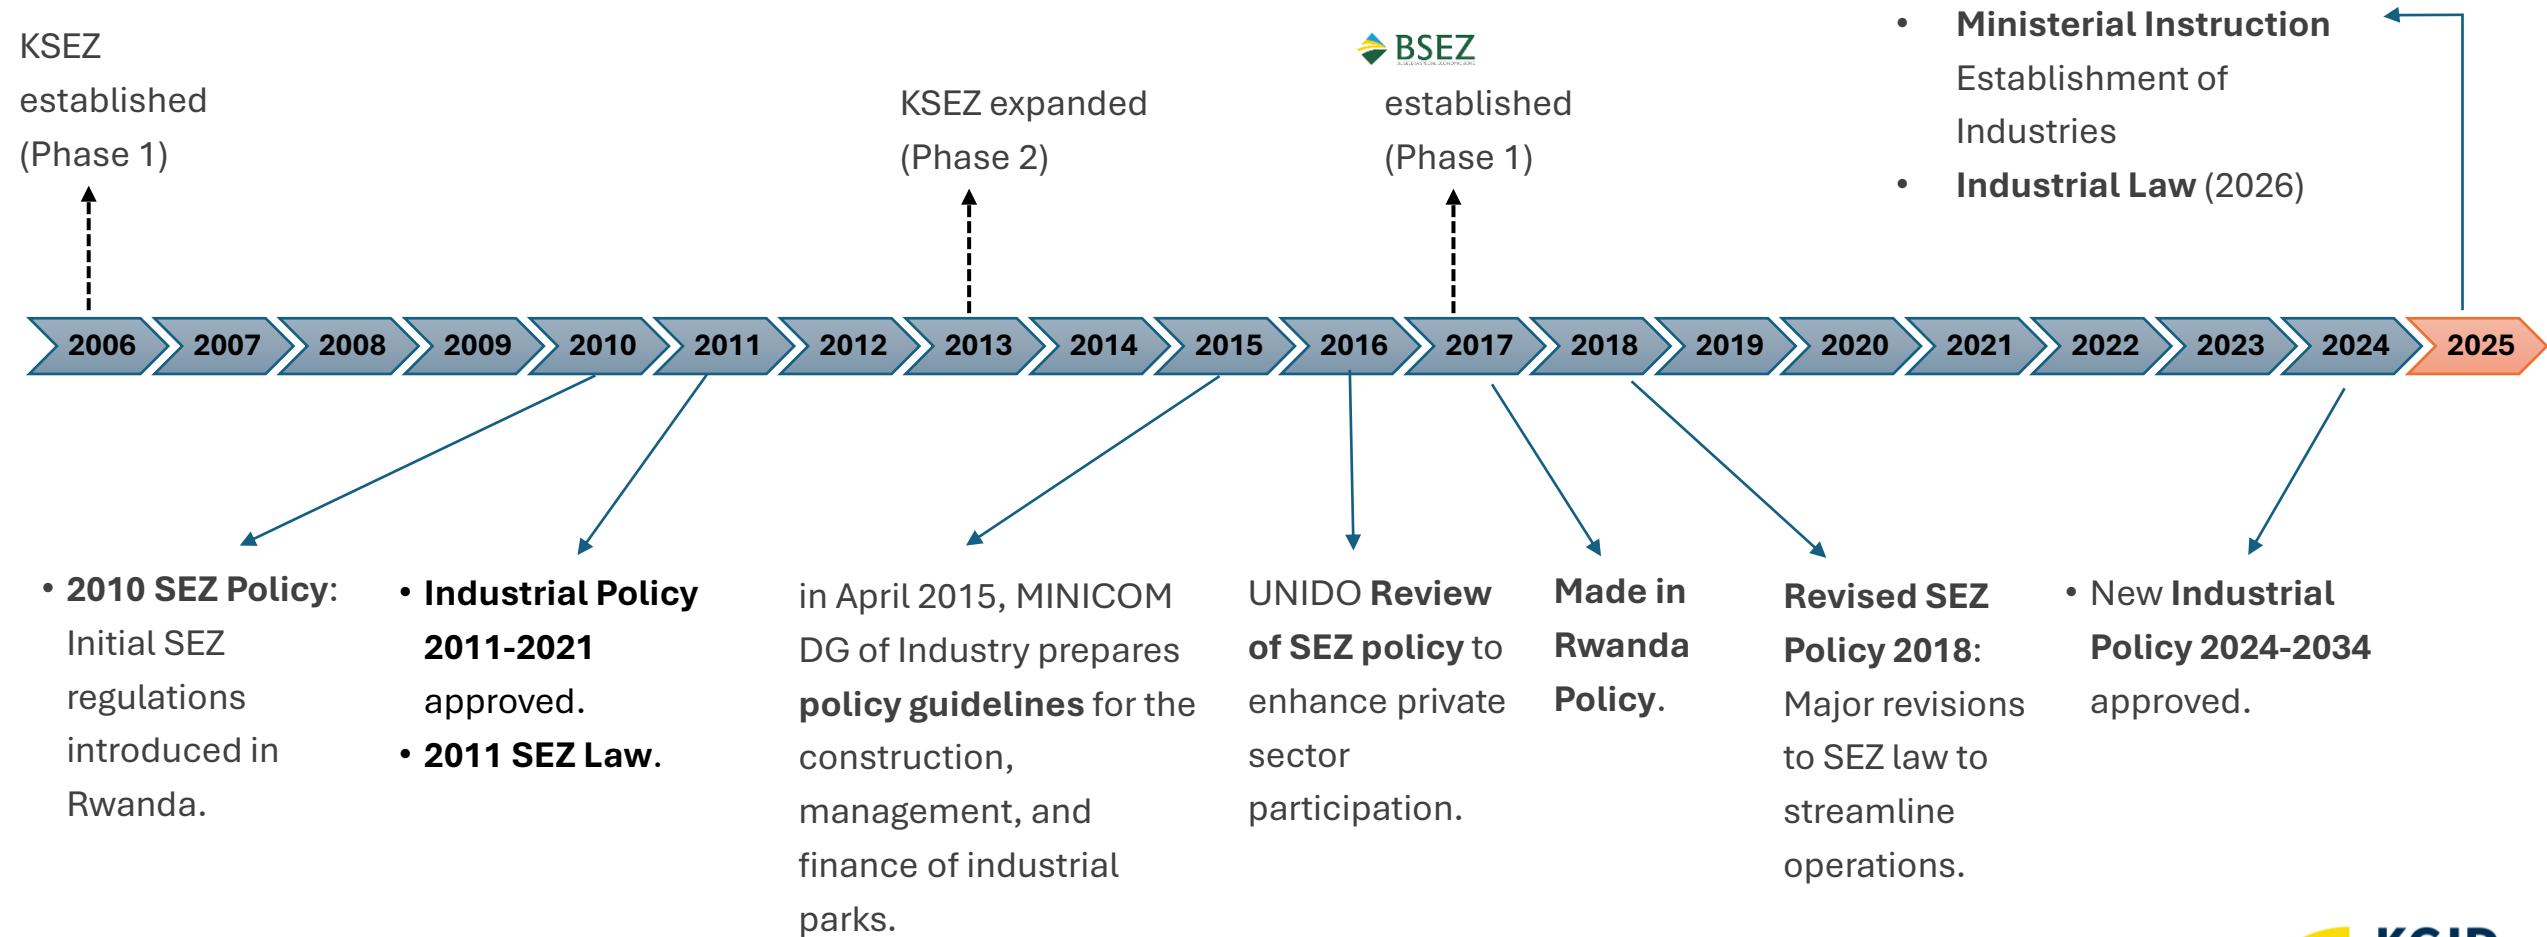 KSEZ
established
(Phase 1)
KSEZ expanded
(Phase 2)
BSEZ
established
(Phase 1)
• Ministerial Instruction
Establishment of
Industries
• Industrial Law (2026)
2006 2007 2008 2009 2010 2011 2012 2013 2014 2015 2016 2017 2018 2019 2020 2021 2022 2023 2024 2025
• 2010 SEZ Policy:
Initial SEZ
regulations
introduced in
Rwanda.
• Industrial Policy
2011-2021
approved.
• 2011 SEZ Law.
in April 2015, MINICOM
DG of Industry prepares
policy guidelines for the
construction,
management, and
finance of industrial
parks.
UNIDO Review
of SEZ policy to
enhance private
sector
participation.
Made in
Rwanda
Policy.
Revised SEZ
Policy 2018:
Major revisions
to SEZ law to
streamline
operations.
• New Industrial
Policy 2024-2034
approved.